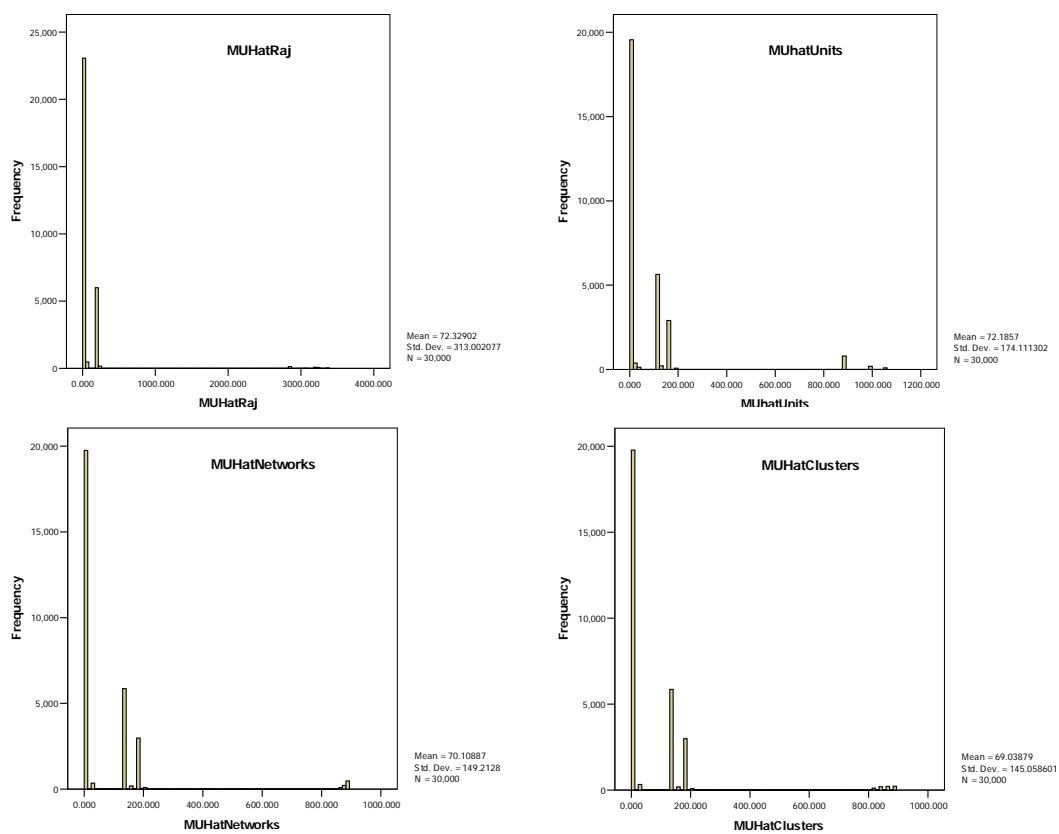 MUHatRaj
25,000
20,000
15,000
10,000
5,000
0
Frequency
0.000 1000.000 2000.000 3000.000 4000.000
MUHatRaj
Mean = 72.32902
Std. Dev. = 313.002077
N = 30,000
MUhatUnits
20,000
15,000
10,000
5,000
0
Frequency
0.000 200.000 400.000 600.000 800.000 1000.000 1200.000
MUhatUnits
Mean = 72.1857
Std. Dev. = 174.111302
N = 30,000
MUHatNetworks
20,000
15,000
10,000
5,000
0
Frequency
0.000 200.000 400.000 600.000 800.000 1000.000
MUHatNetworks
Mean = 70.10887
Std. Dev. = 149.2128
N = 30,000
MUHatClusters
20,000
15,000
10,000
5,000
0
Frequency
0.000 200.000 400.000 600.000 800.000 1000.000
MUHatClusters
Mean = 69.03879
Std. Dev. = 145.058601
N = 30,000